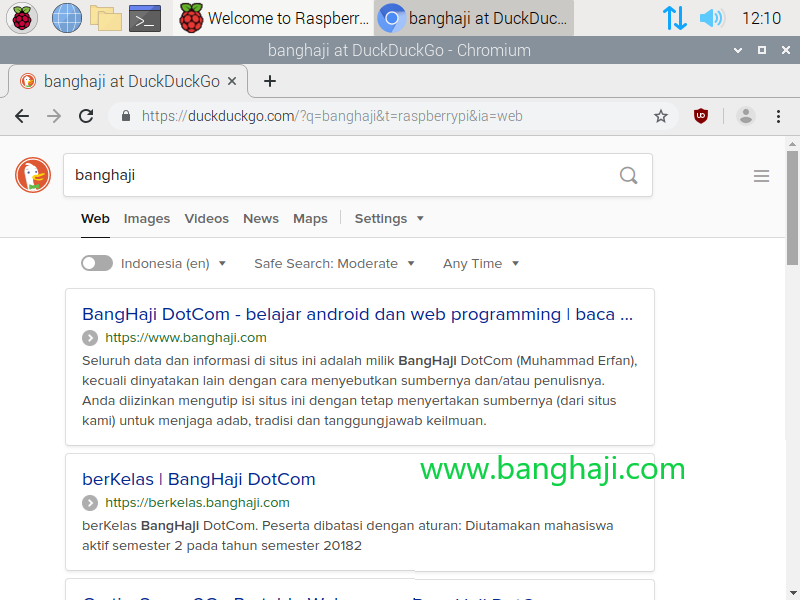 Welcome to Raspberr...
banghaji at DuckDuc...
12:10
banghaji at DuckDuckGo - Chromium
banghaji at DuckDuckGo
https://duckduckgo.com/?q=banghaji&t=raspberrypi&ia=web
banghaji
Web Images Videos News Maps Settings
Indonesia (en) Safe Search: Moderate Any Time
BangHaji DotCom - belajar android dan web programming | baca ...
https://www.banghaji.com
Seluruh data dan informasi di situs ini adalah milik BangHaji DotCom (Muhammad Erfan),
kecuali dinyatakan lain dengan cara menyebutkan sumbernya dan/atau penulisnya.
Anda diizinkan mengutip isi situs ini dengan tetap menyertakan sumbernya (dari situs
kami) untuk menjaga adab, tradisi dan tanggungjawab keilmuan.
www.banghaji.com
berKelas | BangHaji DotCom
https://berkelas.banghaji.com
berKelas BangHaji DotCom. Peserta dibatasi dengan aturan: Diutamakan mahasiswa
aktif semester 2 pada tahun semester 20182